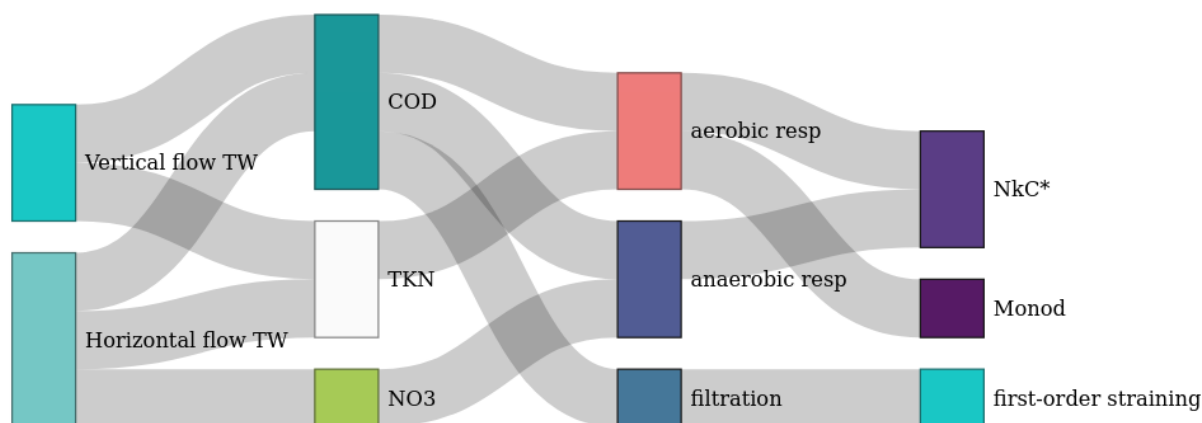 Vertical flow TW
Horizontal flow TW
COD
TKN
NO3
aerobic resp
anaerobic resp
filtration
NkC*
Monod
first-order straining